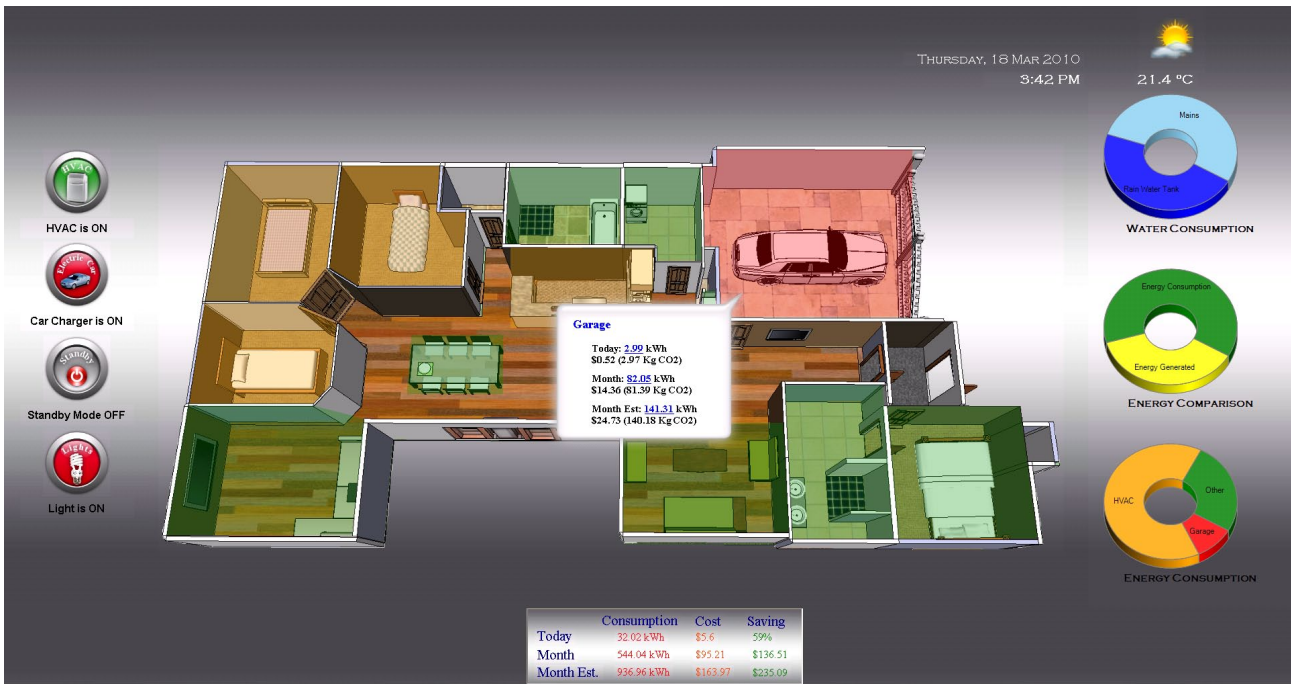 THURSDAY, 18 MAR 2010
3:42 PM
21.4 ºC
HVAC
HVAC is ON
Electric Car
Car Charger is ON
Standby
Standby Mode OFF
Lights
Light is ON
Garage
Today: 2.99 kWh
$0.52 (2.97 Kg CO2)
Month: 82.05 kWh
$14.36 (81.39 Kg CO2)
Month Est: 141.31 kWh
$24.73 (140.18 Kg CO2)
Mains
Rain Water Tank
WATER CONSUMPTION
Energy Consumption
Energy Generated
ENERGY COMPARISON
HVAC
Other
Garage
ENERGY CONSUMPTION
Consumption Cost Saving
Today 32.02 kWh $5.6 59%
Month 544.04 kWh $95.21 $136.51
Month Est. 936.96 kWh $163.97 $235.09